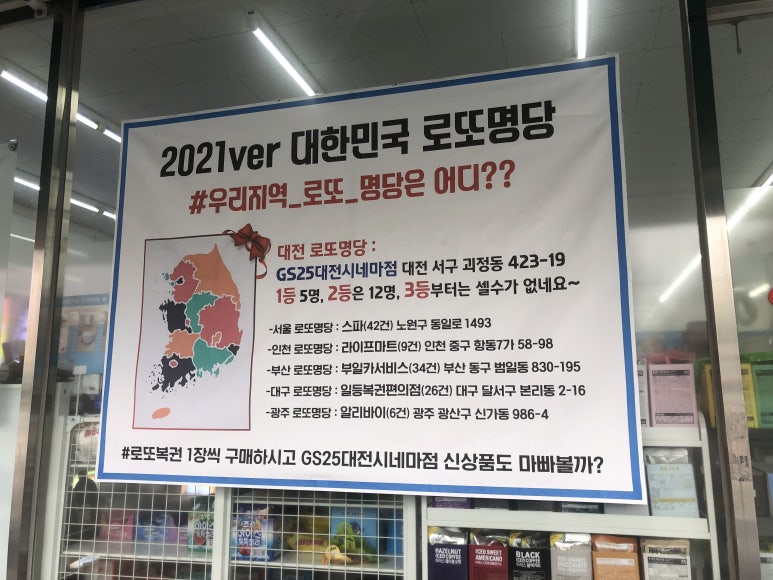 2021ver 대한민국 로또명당
#우리지역_로또_명당은 어디??
대전 로또명당 :
GS25대전시네마점 대전 서구 괴정동 423-19
1등 5명, 2등은 12명, 3등부터는 셀수가 없네요~
-서울 로또명당 : 스파(42건) 노원구 동일로 1493
-인천 로또명당 : 라이프마트(9건) 인천 중구 항동7가 58-98
-부산 로또명당 : 부일카서비스(34건) 부산 동구 범일동 830-195
-대구 로또명당 : 일등복권편의점(26건) 대구 달서구 본리동 2-16
-광주 로또명당 : 알리바이(6건) 광주 광산구 신가동 986-4
#로또복권 1장씩 구매하시고 GS25대전시네마점 신상품도 마빠볼까?
HAZELNUT
ICED COFFEE
ICED SWEET
AMERICANO
BLACK
ICED COFFEE